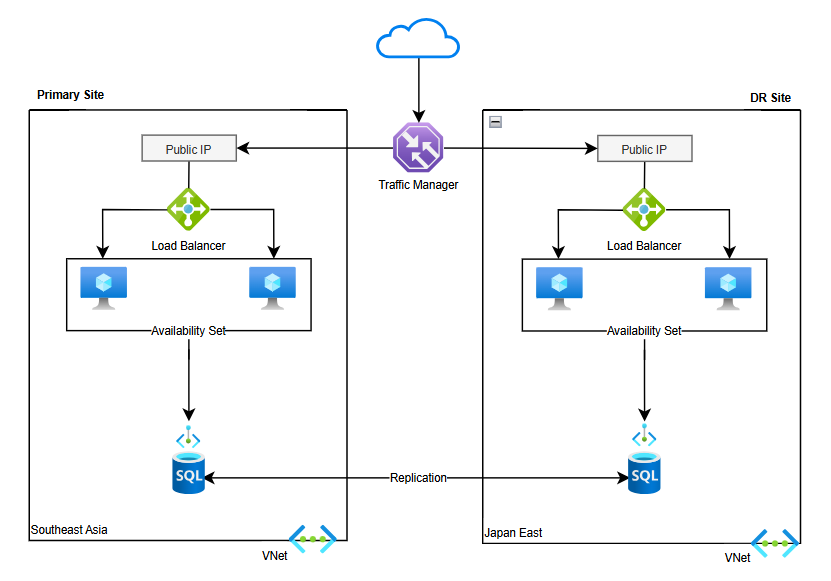 Primary Site
DR Site
Public IP
Public IP
Traffic Manager
Load Balancer
Load Balancer
Availability Set
Availability Set
SQL
Replication
SQL
Southeast Asia
Japan East
VNet
VNet